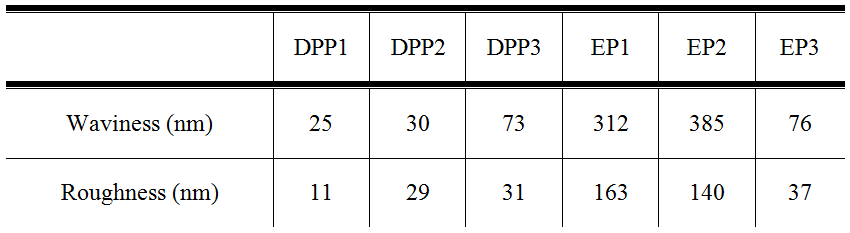 DPP1 DPP2 DPP3 EP1 EP2 EP3
Waviness (nm) 25 30 73 312 385 76
Roughness (nm) 11 29 31 163 140 37